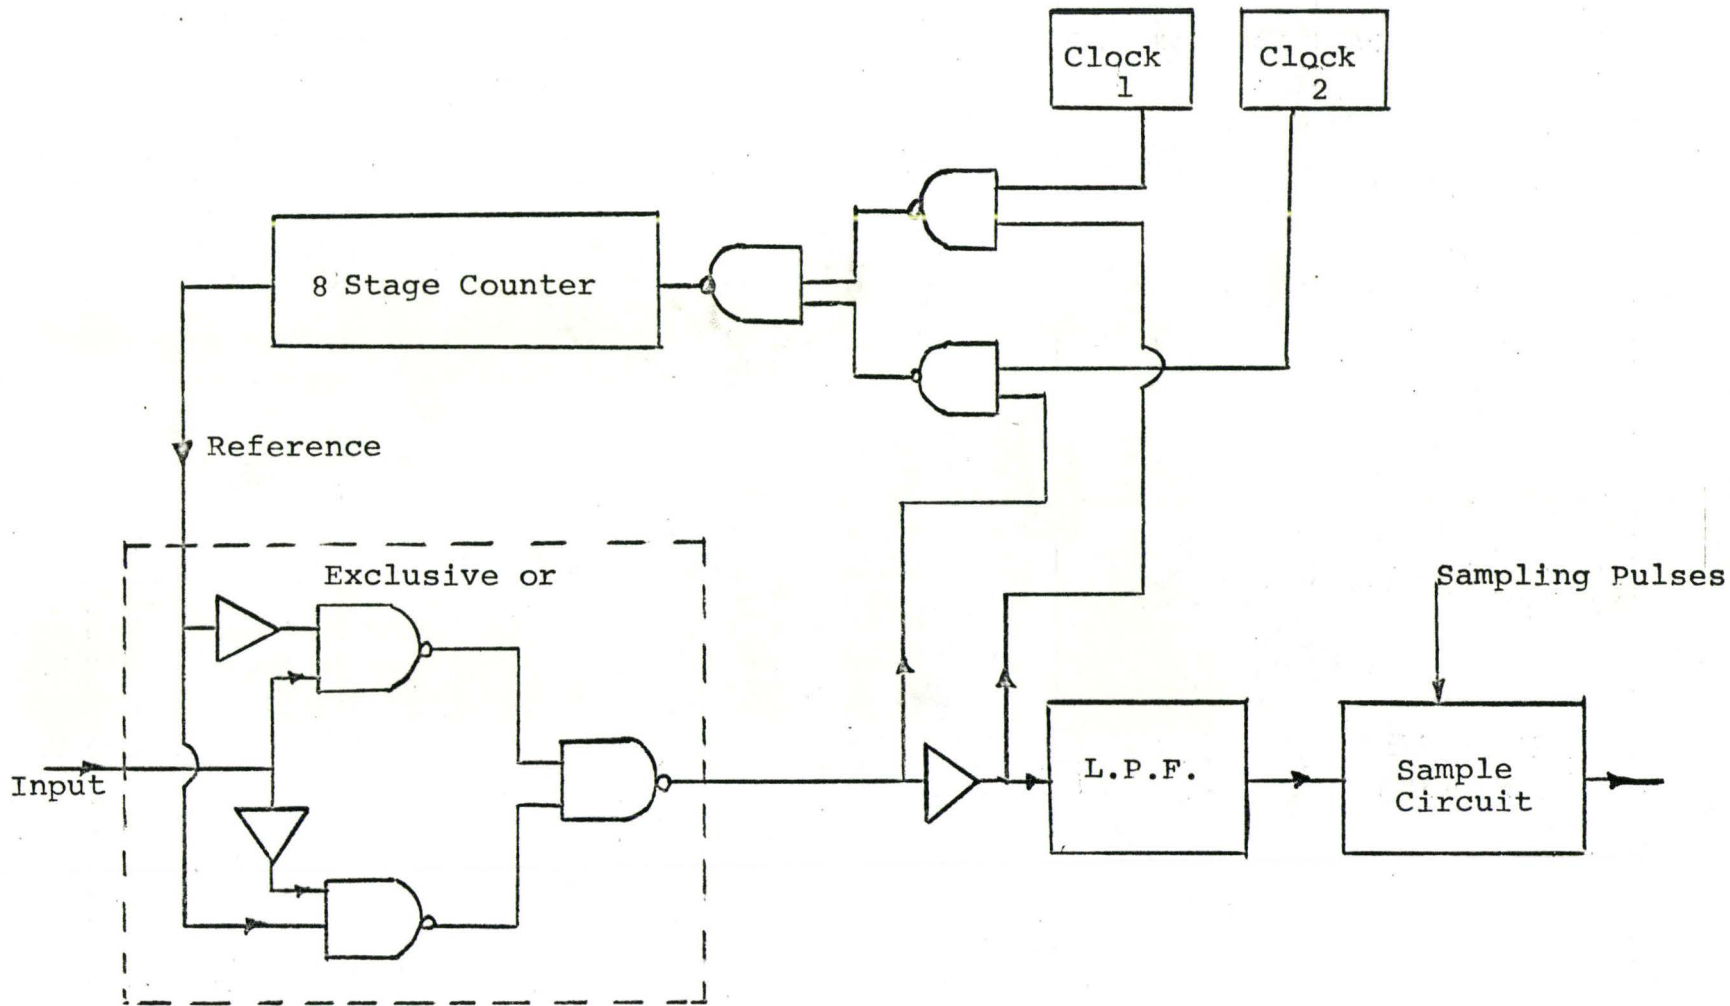 Clock
1
Clock
2
8 Stage Counter
Reference
Exclusive or
Sampling Pulses
Input
L.P.F.
Sample
Circuit